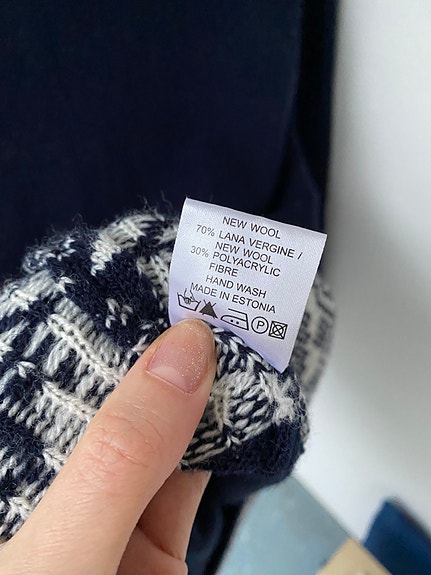 NEW WOOL
70% LANA VERGINE /
NEW WOOL
30% POLYACRYLIC
FIBRE
HAND WASH
MADE IN ESTONIA
P